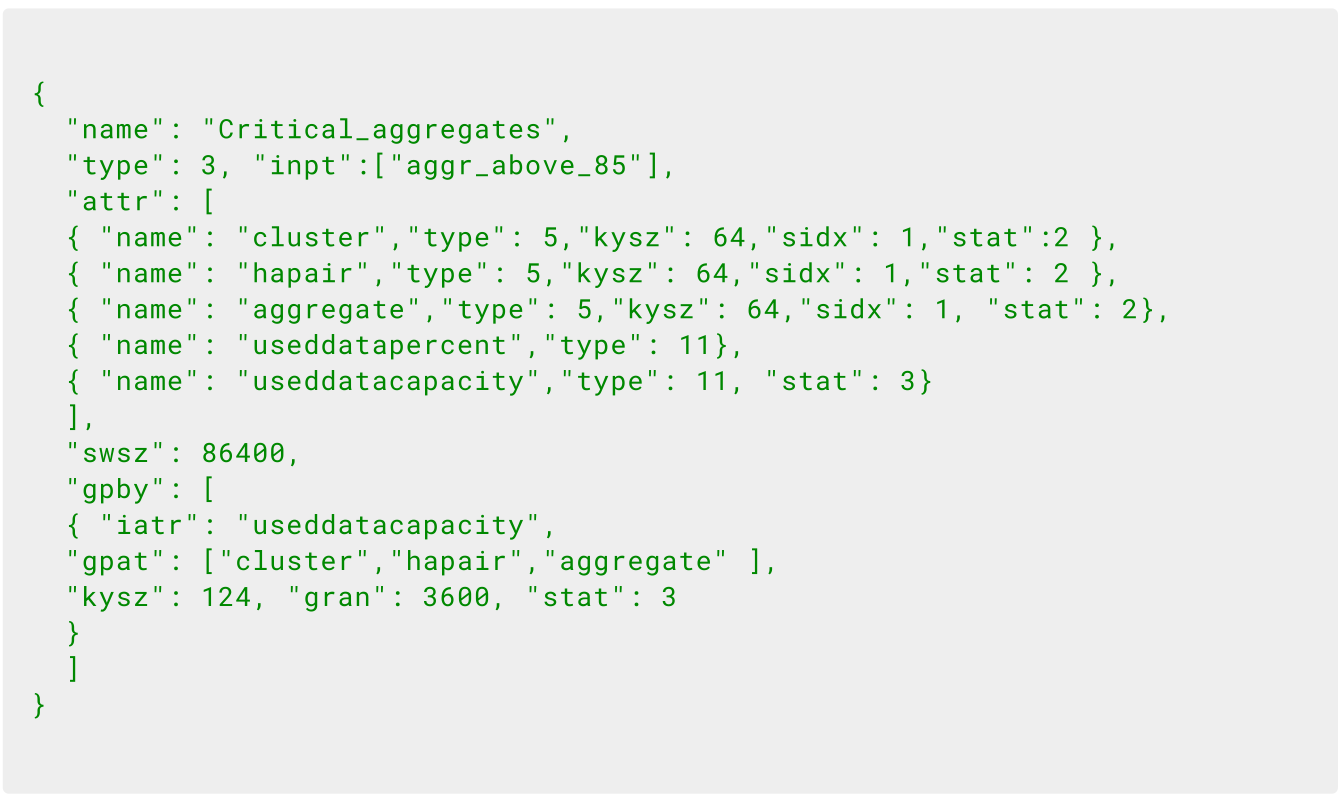 {
"name": "Critical_aggregates",
"type": 3, "inpt":["aggr_above_85"],
"attr": [
{ "name": "cluster","type": 5,"kysz": 64,"sidx": 1,"stat":2 },
{ "name": "hapair","type": 5,"kysz": 64,"sidx": 1,"stat": 2 },
{ "name": "aggregate","type": 5,"kysz": 64,"sidx": 1, "stat": 2},
{ "name": "useddatapercent","type": 11},
{ "name": "useddatacapacity","type": 11, "stat": 3}
],
"swsz": 86400,
"gpby": [
{ "iatr": "useddatacapacity",
"gpat": ["cluster","hapair","aggregate" ],
"kysz": 124, "gran": 3600, "stat": 3
}
]
}